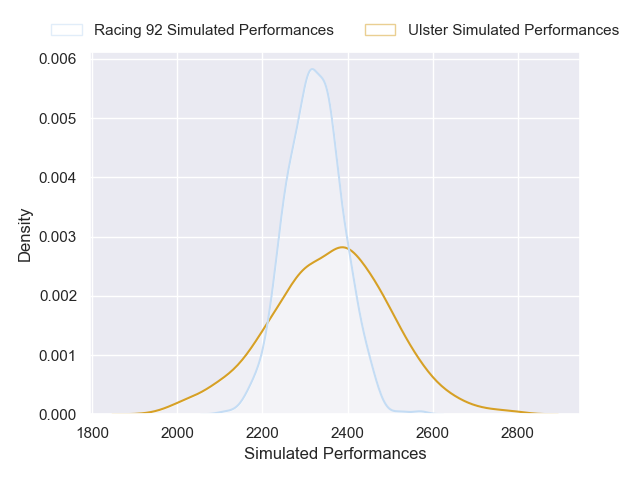 Racing 92 Simulated Performances
Ulster Simulated Performances
0.006
0.005
0.004
0.003
0.002
0.001
0.000
Density
1800 2000 2200 2400 2600 2800
Simulated Performances